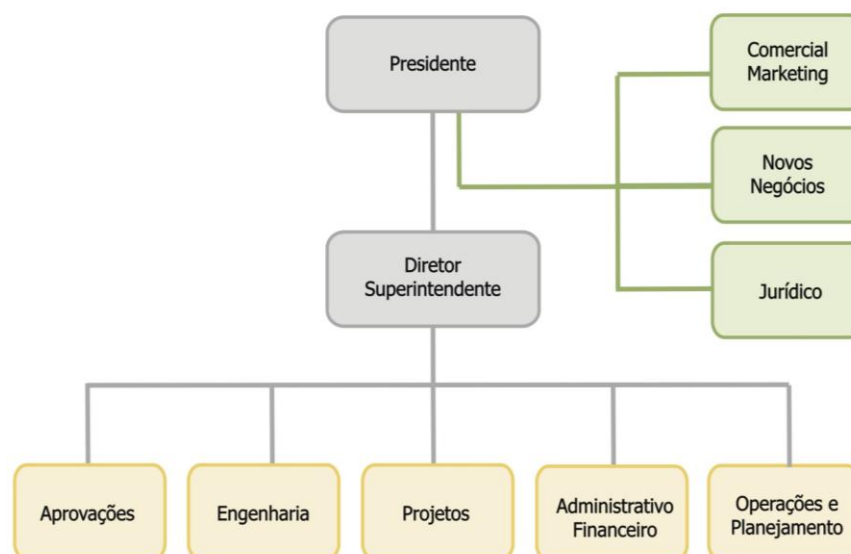 Presidente
Comercial
Marketing
Novos
Negócios
Diretor
Superintendente
Jurídico
Aprovações
Engenharia
Projetos
Administrativo
Financeiro
Operações e
Planejamento